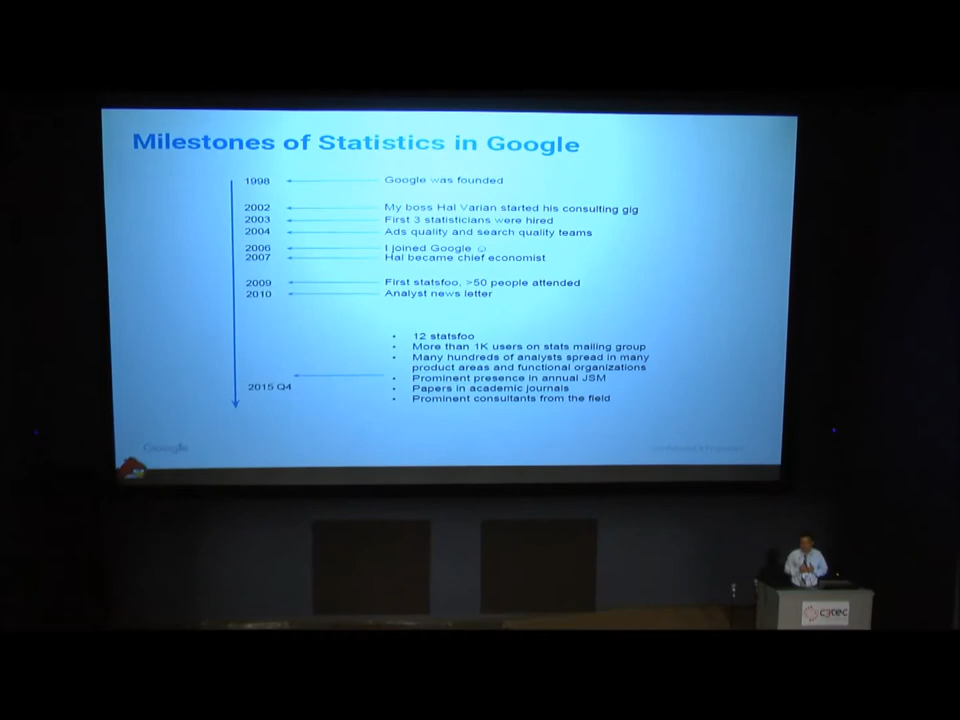 Milestones of Statistics in Google
1998 Google was founded
2002 My boss Hal Varian started his consulting gig
2003 First 3 statisticians were hired
2004 Ads quality and search quality teams
2006 I joined Google ☺
2007 Hal became chief economist
2009 First statsfoo, >50 people attended
2010 Analyst news letter
• 12 statsfoo
• More than 1K users on stats mailing group
• Many hundreds of analysts spread in many
product areas and functional organizations
• Prominent presence in annual JSM
2015 Q4
• Papers in academic journals
• Prominent consultants from the field
Google
c3tec